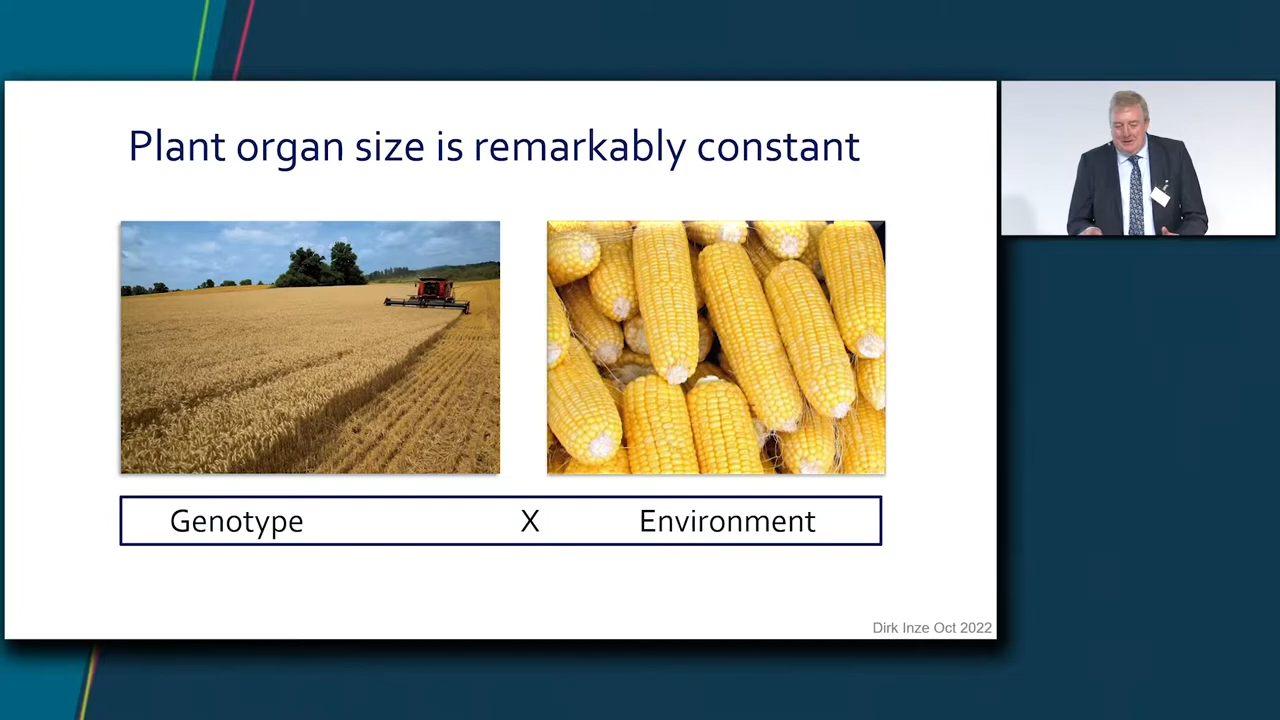 Plant organ size is remarkably constant
Genotype X Environment
Dirk Inze Oct 2022